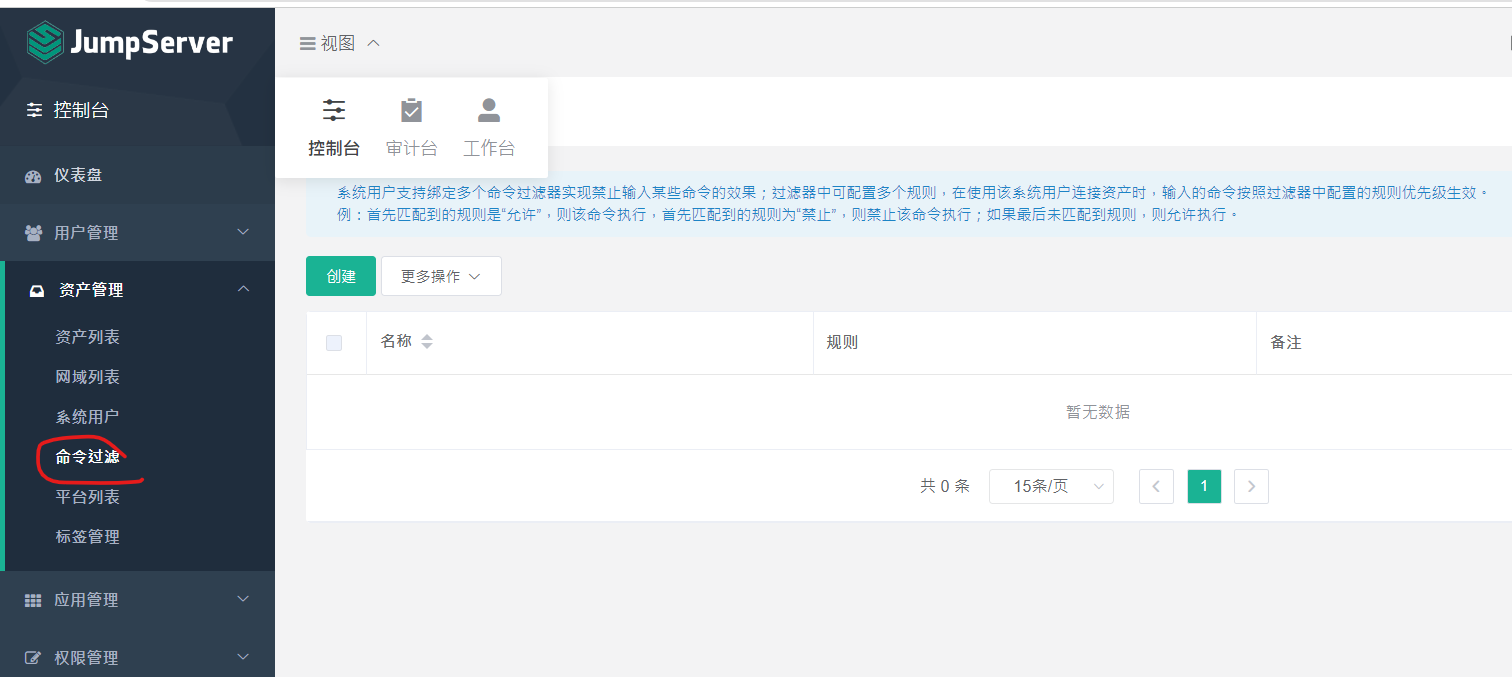 JumpServer
控制台
仪表盘
用户管理
资产管理
资产列表
网域列表
系统用户
命令过滤
平台列表
标签管理
应用管理
权限管理
视图
控制台 审计台 工作台
系统用户支持绑定多个命令过滤器实现禁止输入某些命令的效果；过滤器中可配置多个规则，在使用该系统用户连接资产时，输入的命令按照过滤器中配置的规则优先级生效。
例：首先匹配到的规则是“允许”，则该命令执行，首先匹配到的规则为“禁止”，则禁止该命令执行；如果最后未匹配到规则，则允许执行。
创建 更多操作
名称 规则 备注
暂无数据
共 0 条 15条/页 1